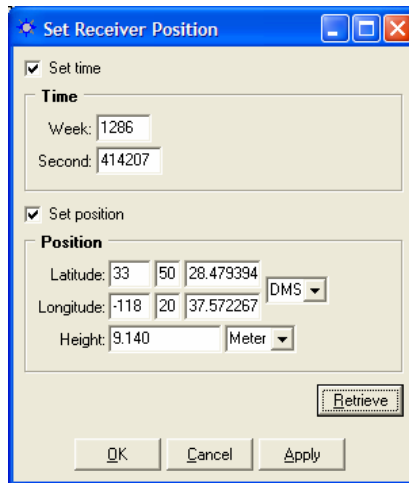 Set Receiver Position
Set time
Time
Week: 1286
Second: 414207
Set position
Position
Latitude: 33 50 28.479394
DMS
Longitude: -118 20 37.572267
Height: 9.140 Meter
Retrieve
OK Cancel Apply